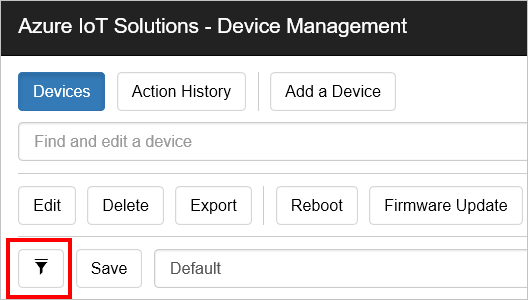 Azure IoT Solutions - Device Management
Devices Action History Add a Device
Find and edit a device
Edit Delete Export Reboot Firmware Update
Save Default